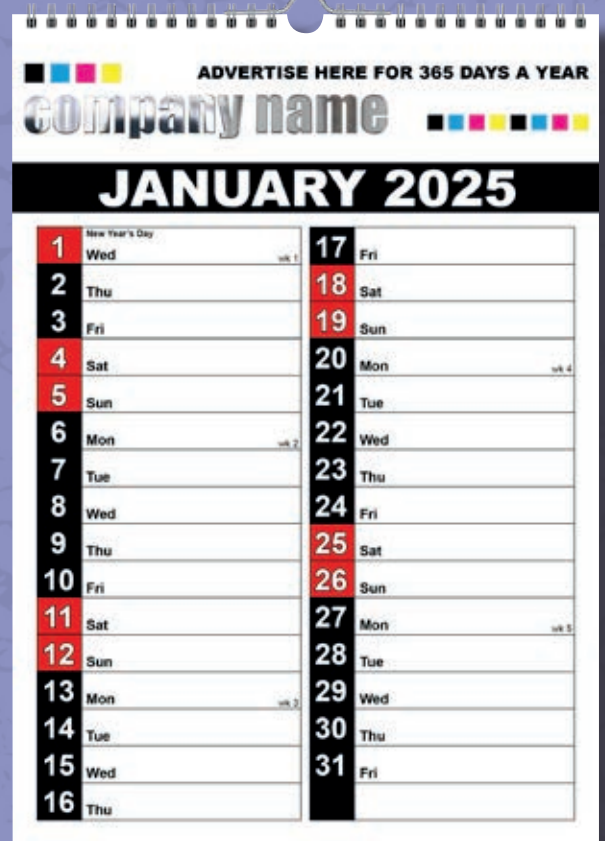 ADVERTISE HERE FOR 365 DAYS A YEAR
company name
JANUARY 2025
New Year's Day
1 Wed wk 1
2 Thu
3 Fri
4 Sat
5 Sun
6 Mon wk 2
7 Tue
8 Wed
9 Thu
10 Fri
11 Sat
12 Sun
13 Mon wk 3
14 Tue
15 Wed
16 Thu
17 Fri
18 Sat
19 Sun
20 Mon wk 4
21 Tue
22 Wed
23 Thu
24 Fri
25 Sat
26 Sun
27 Mon wk 5
28 Tue
29 Wed
30 Thu
31 Fri